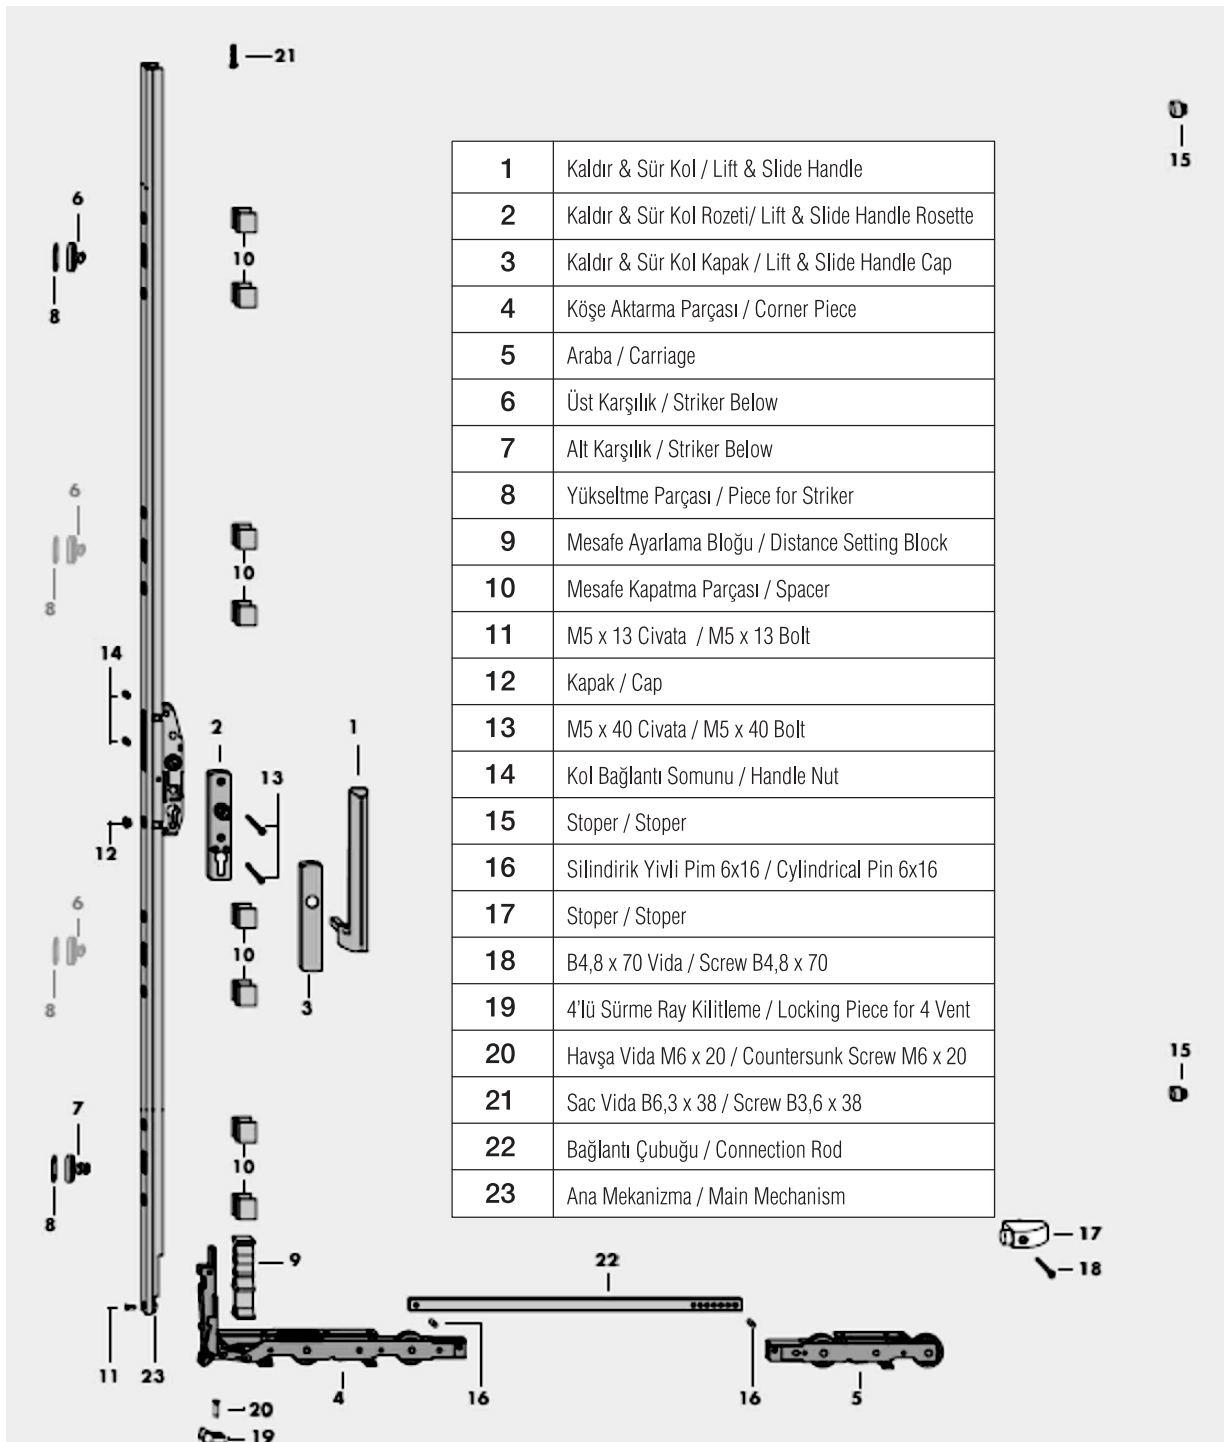 21
15
6
10
8
6
10
8
14
2
1
13
12
6
10
8
3
15
7
10
8
17
9
22
18
11
23
4
16
16
5
20
19
1 Kaldır & Sür Kol / Lift & Slide Handle
2 Kaldır & Sür Kol Rozeti/ Lift & Slide Handle Rosette
3 Kaldır & Sür Kol Kapak / Lift & Slide Handle Cap
4 Köşe Aktarma Parçası / Corner Piece
5 Araba / Carriage
6 Üst Karşılık / Striker Below
7 Alt Karşılık / Striker Below
8 Yükseltme Parçası / Piece for Striker
9 Mesafe Ayarlama Bloğu / Distance Setting Block
10 Mesafe Kapatma Parçası / Spacer
11 M5 x 13 Civata / M5 x 13 Bolt
12 Kapak / Cap
13 M5 x 40 Civata / M5 x 40 Bolt
14 Kol Bağlantı Somunu / Handle Nut
15 Stoper / Stoper
16 Silindirik Yivli Pim 6x16 / Cylindrical Pin 6x16
17 Stoper / Stoper
18 B4,8 x 70 Vida / Screw B4,8 x 70
19 4'lü Sürme Ray Kilitleme / Locking Piece for 4 Vent
20 Havşa Vida M6 x 20 / Countersunk Screw M6 x 20
21 Sac Vida B6,3 x 38 / Screw B3,6 x 38
22 Bağlantı Çubuğu / Connection Rod
23 Ana Mekanizma / Main Mechanism